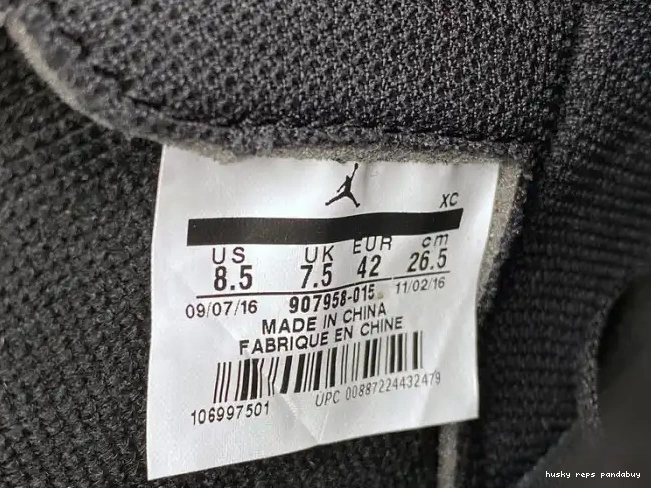 XC
US UK EUR cm
8.5 7.5 42 26.5
09/07/16 907958-015 11/02/16
MADE IN CHINA
FABRIQUE EN CHINE
106997501 UPC 00887224432479
husky reps pandabuy